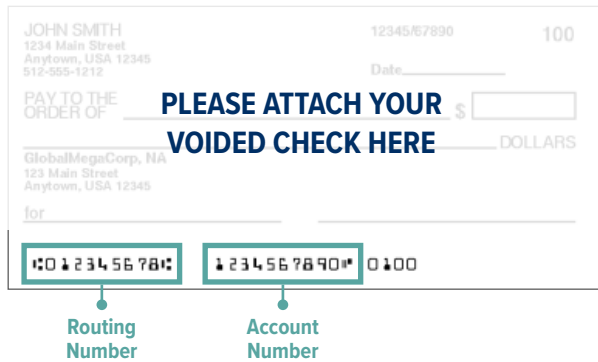 JOHN SMITH 12345/67890 100
1234 Main Street
Anytown, USA 12345
512-555-1212 Date
PAY TO THE
ORDER OF $
PLEASE ATTACH YOUR
VOIDED CHECK HERE
DOLLARS
GlobalMegaCorp, NA
123 Main Street
Anytown, USA 12345
for
⑆012345678⑆ 1234567890⑈ 0100
Routing
Number
Account
Number